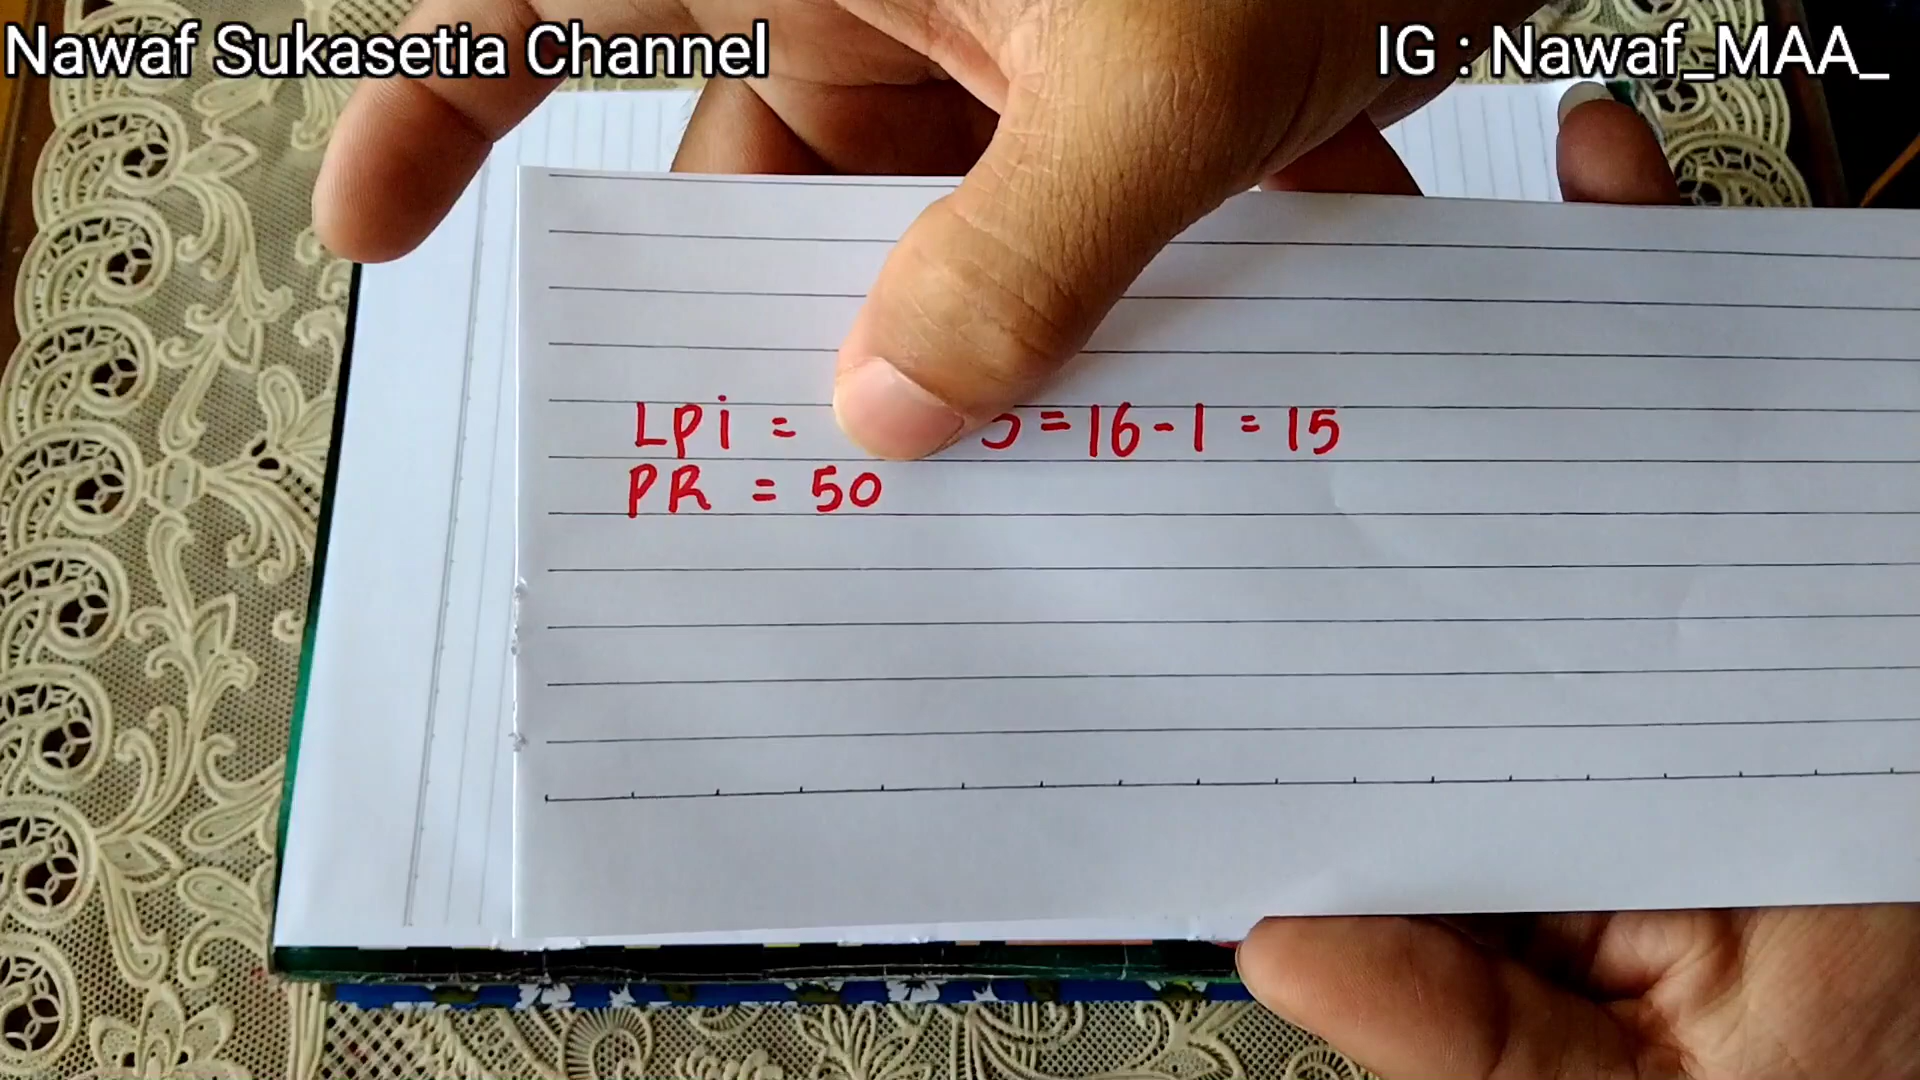 Nawaf Sukasetia Channel
IG : Nawaf_MAA_
LPi = = 16 - 1 = 15
PR = 50